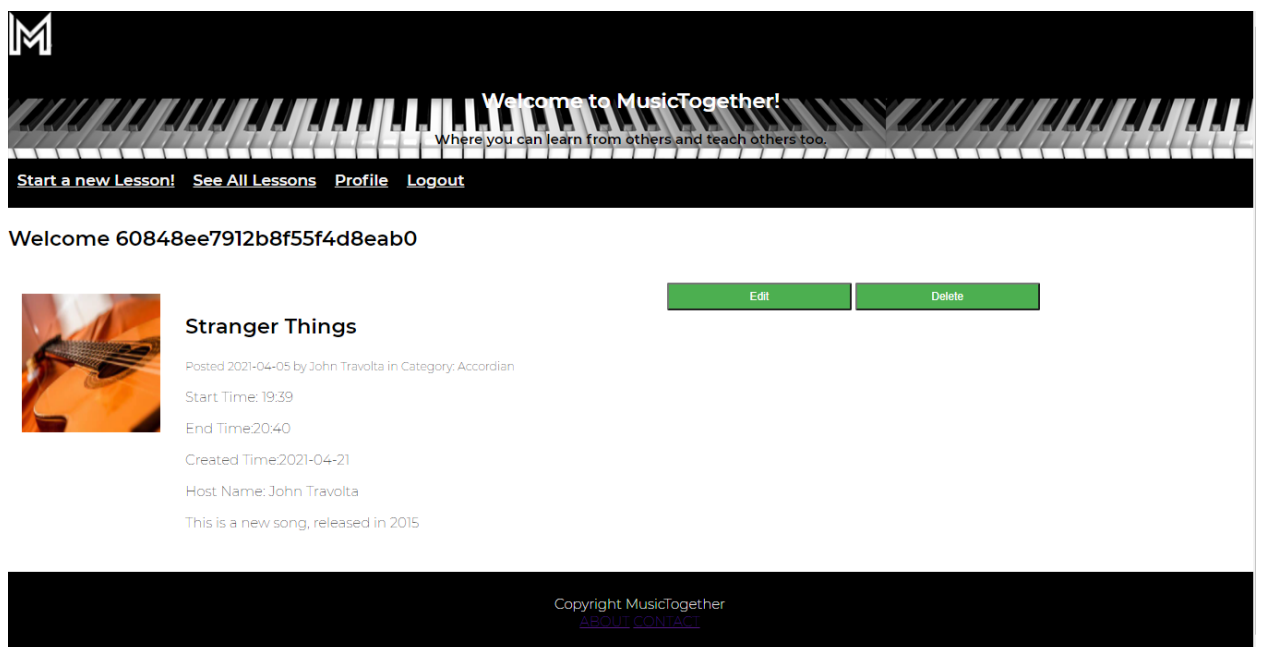 M
Welcome to MusicTogether!
Where you can learn from others and teach others too.
Start a new Lesson! See All Lessons Profile Logout
Welcome 60848ee7912b8f55f4d8eab0
Edit Delete
Stranger Things
Posted 2021-04-05 by John Travolta in Category: Accordian
Start Time: 19:39
End Time:20:40
Created Time:2021-04-21
Host Name: John Travolta
This is a new song, released in 2015
Copyright MusicTogether
ABOUT CONTACT